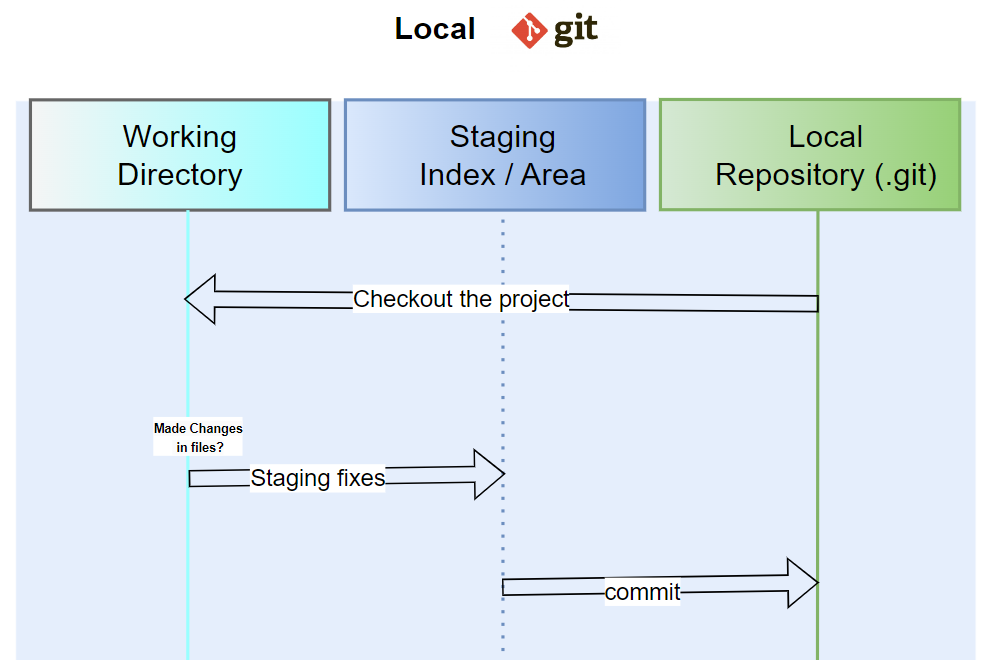 Local git
Working
Directory
Staging
Index / Area
Local
Repository (.git)
Checkout the project
Made Changes
in files?
Staging fixes
commit